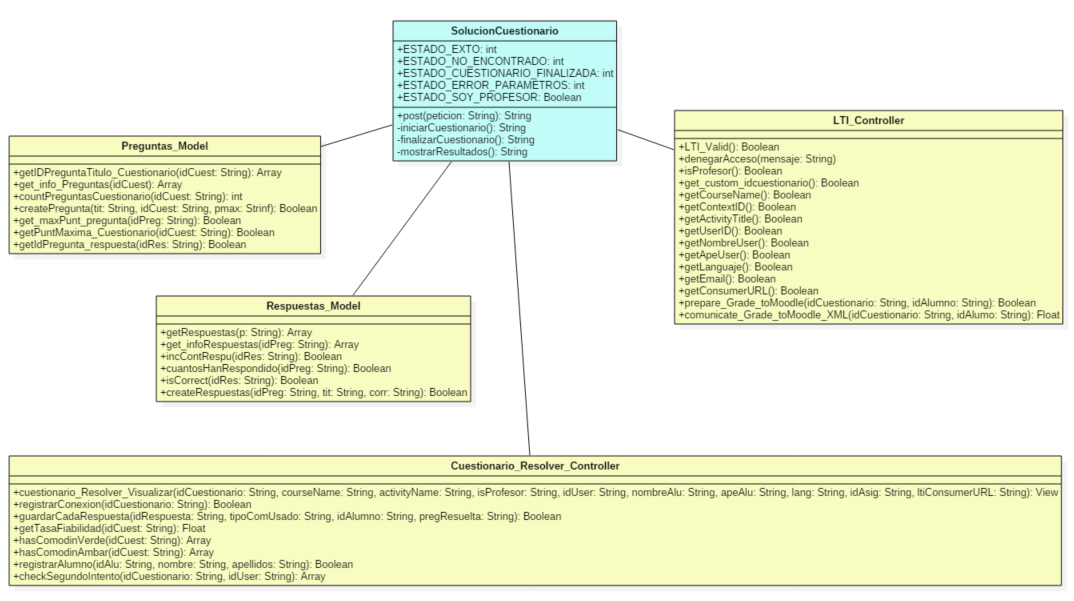 SolucionCuestionario
+ESTADO_EXTO: int
+ESTADO_NO_ENCONTRADO: int
+ESTADO_CUESTIONARIO_FINALIZADA: int
+ESTADO_ERROR_PARAMETROS: int
+ESTADO_SOY_PROFESOR: Boolean
+post(peticion: String): String
-iniciarCuestionario(): String
-finalizarCuestionario(): String
-mostrarResultados(): String
LTI_Controller
+LTI_Valid(): Boolean
+denegarAcceso(mensaje: String)
+isProfesor(): Boolean
+get_custom_idcuestionario(): Boolean
+getCourseName(): Boolean
+getContextID(): Boolean
+getActivityTitle(): Boolean
+getUserID(): Boolean
+getNombreUser(): Boolean
+getApeUser(): Boolean
+getLanguaje(): Boolean
+getEmail(): Boolean
+getConsumerURL(): Boolean
+prepare_Grade_toMoodle(idCuestionario: String, idAlumno: String): Boolean
+comunicate_Grade_toMoodle_XML(idCuestionario: String, idAlumo: String): Float
Preguntas_Model
+getIDPreguntaTitulo_Cuestionario(idCuest: String): Array
+get_info_Preguntas(idCuest): Array
+countPreguntasCuestionario(idCuest: String): int
+createPregunta(tit: String, idCuest: String, pmax: Strinf): Boolean
+get_maxPunt_pregunta(idPreg: String): Boolean
+getPuntMaxima_Cuestionario(idCuest: String): Boolean
+getIdPregunta_respuesta(idRes: String): Boolean
Respuestas_Model
+getRespuestas(p: String): Array
+get_infoRespuestas(idPreg: String): Array
+incContRespu(idRes: String): Boolean
+cuantosHanRespondido(idPreg: String): Boolean
+isCorrect(idRes: String): Boolean
+createRespuestas(idPreg: String, tit: String, corr: String): Boolean
Cuestionario_Resolver_Controller
+cuestionario_Resolver_Visualizar(idCuestionario: String, courseName: String, activityName: String, isProfesor: String, idUser: String, nombreAlu: String, apeAlu: String, lang: String, idAsig: String, ltiConsumerURL: String): View
+registrarConexion(idCuestionario: String): Boolean
+guardarCadaRespuesta(idRespuesta: String, tipoComUsado: String, idAlumno: String, pregResuelta: String): Boolean
+getTasaFiabilidad(idCuest: String): Float
+hasComodinVerde(idCuest: String): Array
+hasComodinAmbar(idCuest: String): Array
+registrarAlumno(idAlu: String, nombre: String, apellidos: String): Boolean
+checkSegundoIntento(idCuestionario: String, idUser: String): Array